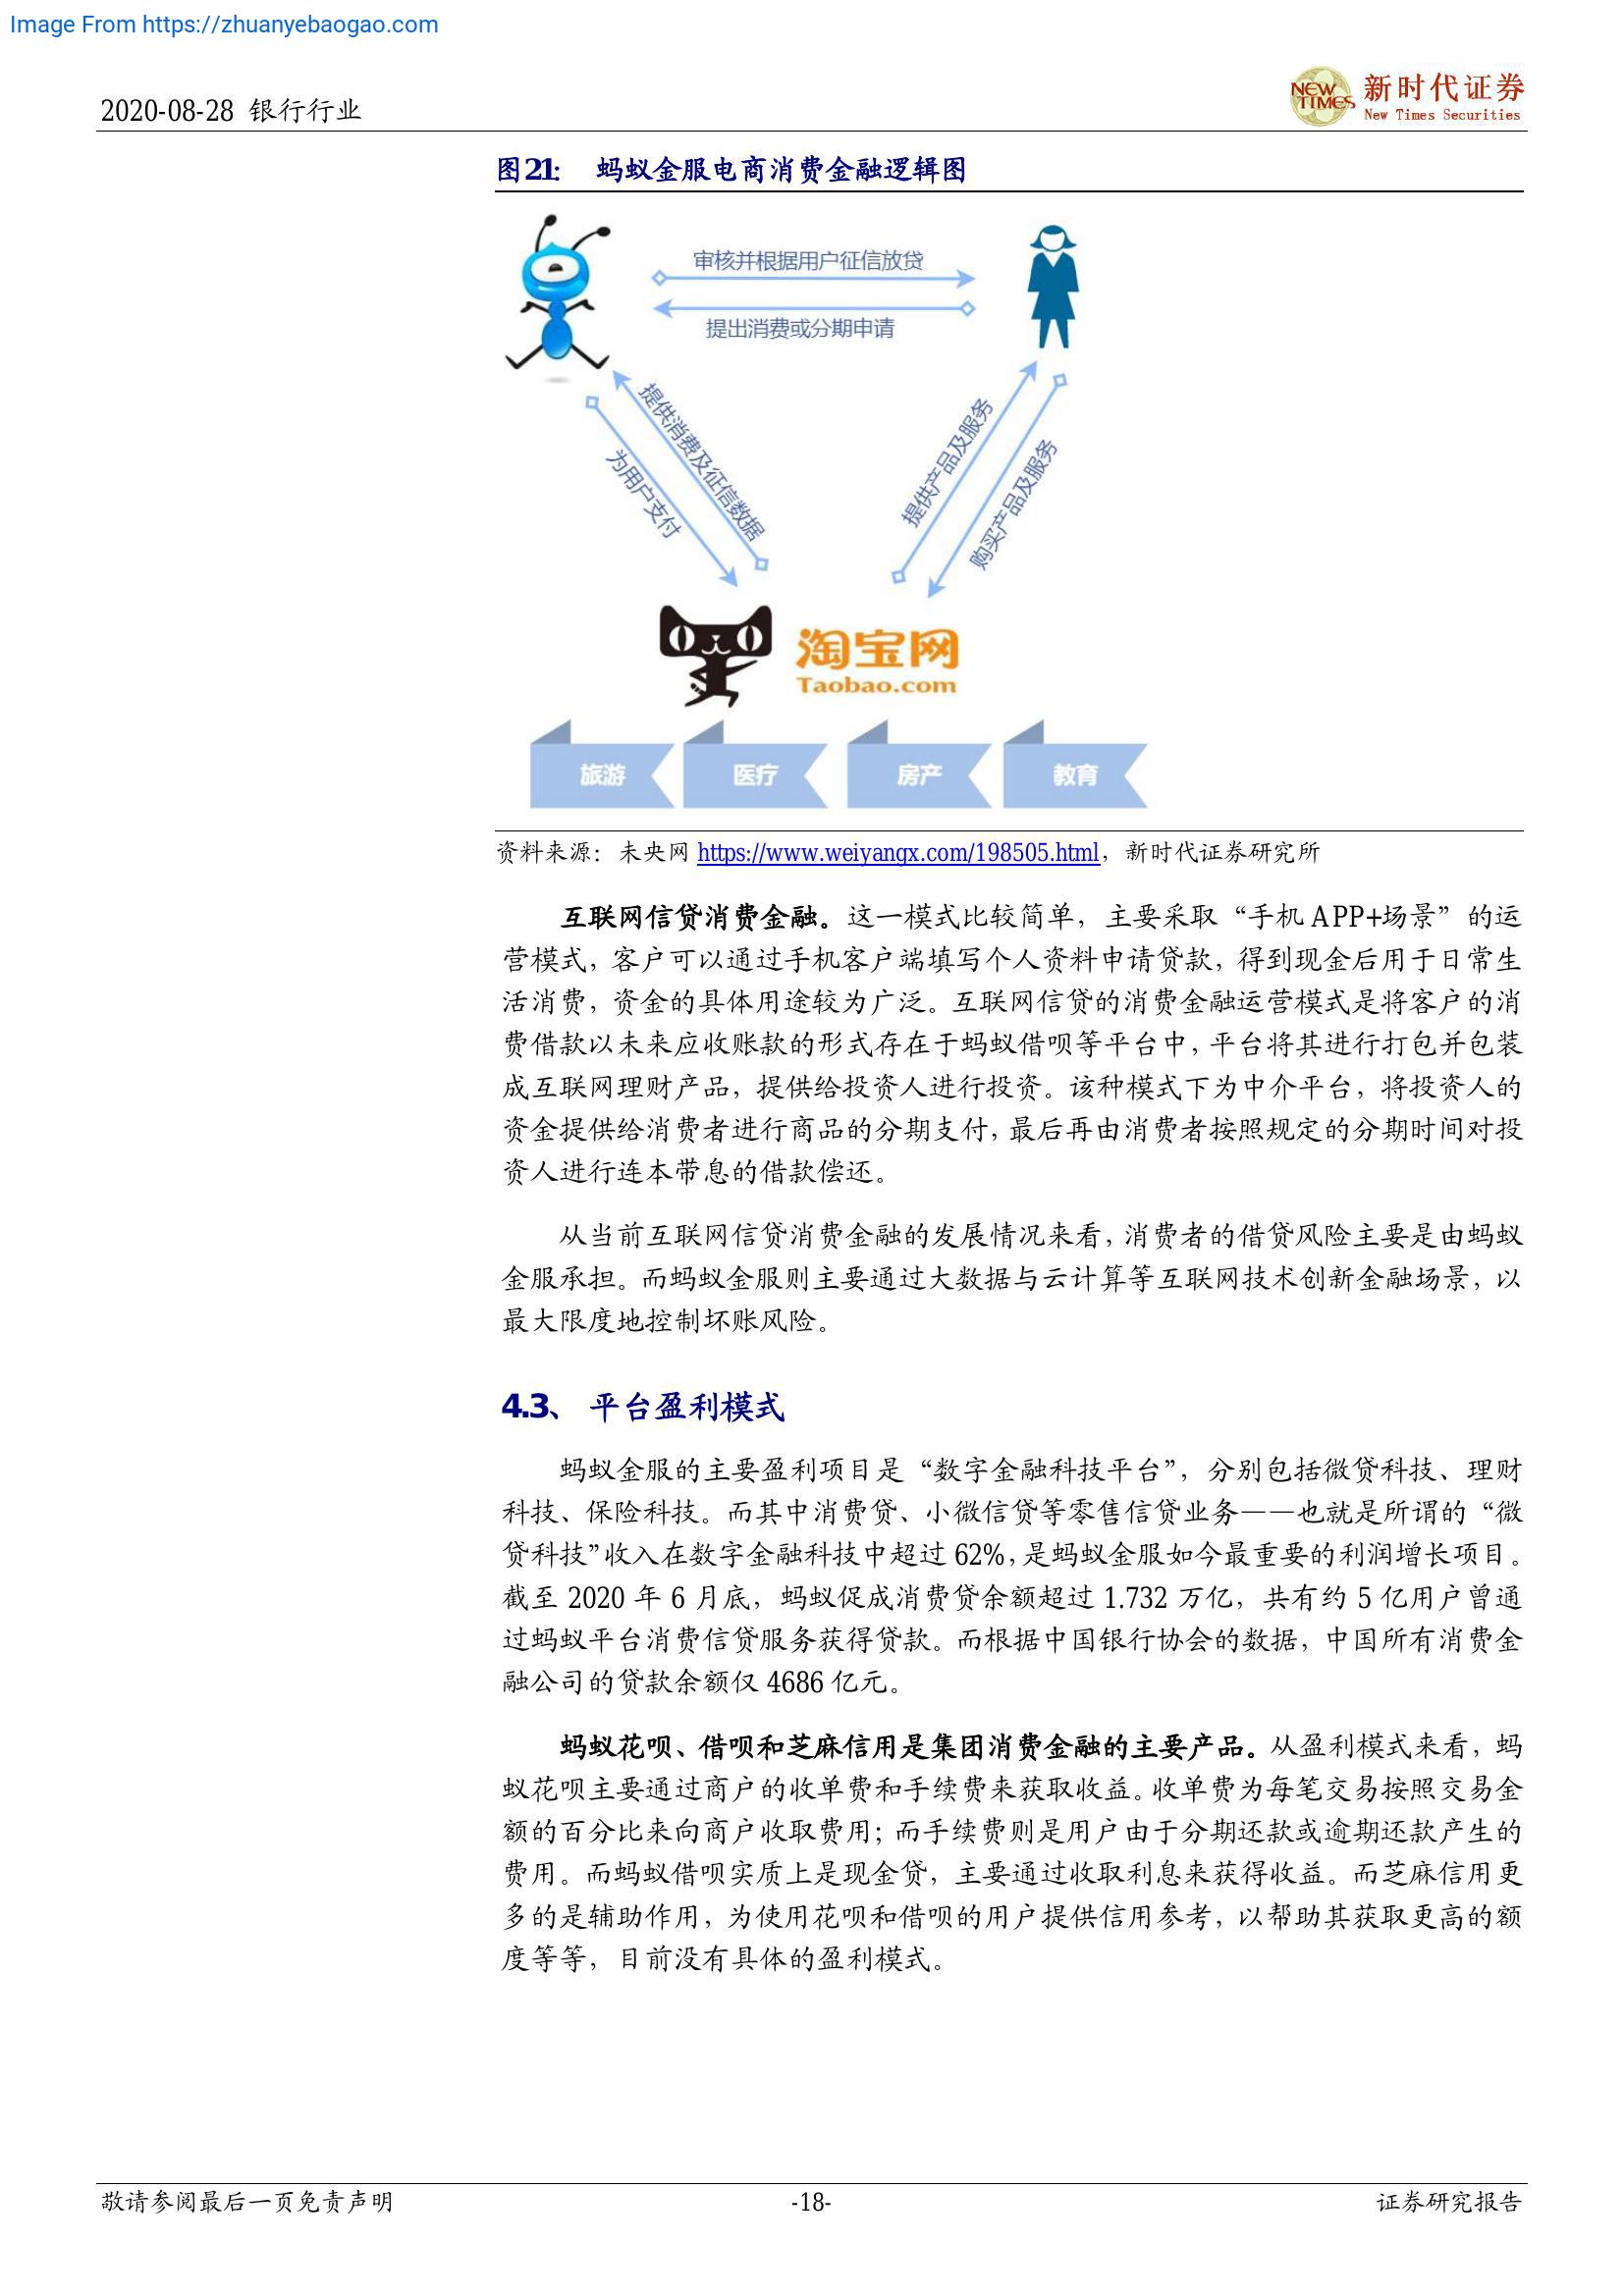 Image From https://zhuanyebaogao.com
2020-08-28 银行行业
NEW TIMES 新时代证券
New Times Securities
图21: 蚂蚁金服电商消费金融逻辑图
审核并根据用户征信放贷
提出消费或分期申请
提供消费及征信数据
为用户支付
提供产品及服务
购买产品及服务
淘宝网
Taobao.com
旅游 医疗 房产 教育
资料来源：未央网 https://www.weiyangx.com/198505.html，新时代证券研究所
互联网信贷消费金融。这一模式比较简单，主要采取“手机 APP+场景”的运
营模式，客户可以通过手机客户端填写个人资料申请贷款，得到现金后用于日常生
活消费，资金的具体用途较为广泛。互联网信贷的消费金融运营模式是将客户的消
费借款以未来应收账款的形式存在于蚂蚁借呗等平台中，平台将其进行打包并包装
成互联网理财产品，提供给投资人进行投资。该种模式下为中介平台，将投资人的
资金提供给消费者进行商品的分期支付，最后再由消费者按照规定的分期时间对投
资人进行连本带息的借款偿还。
从当前互联网信贷消费金融的发展情况来看，消费者的借贷风险主要是由蚂蚁
金服承担。而蚂蚁金服则主要通过大数据与云计算等互联网技术创新金融场景，以
最大限度地控制坏账风险。
4.3、 平台盈利模式
蚂蚁金服的主要盈利项目是“数字金融科技平台”，分别包括微贷科技、理财
科技、保险科技。而其中消费贷、小微信贷等零售信贷业务——也就是所谓的“微
贷科技”收入在数字金融科技中超过 62%，是蚂蚁金服如今最重要的利润增长项目。
截至 2020 年 6 月底，蚂蚁促成消费贷余额超过 1.732 万亿，共有约 5 亿用户曾通
过蚂蚁平台消费信贷服务获得贷款。而根据中国银行协会的数据，中国所有消费金
融公司的贷款余额仅 4686 亿元。
蚂蚁花呗、借呗和芝麻信用是集团消费金融的主要产品。从盈利模式来看，蚂
蚁花呗主要通过商户的收单费和手续费来获取收益。收单费为每笔交易按照交易金
额的百分比来向商户收取费用；而手续费则是用户由于分期还款或逾期还款产生的
费用。而蚂蚁借呗实质上是现金贷，主要通过收取利息来获得收益。而芝麻信用更
多的是辅助作用，为使用花呗和借呗的用户提供信用参考，以帮助其获取更高的额
度等等，目前没有具体的盈利模式。
敬请参阅最后一页免责声明 -18- 证券研究报告